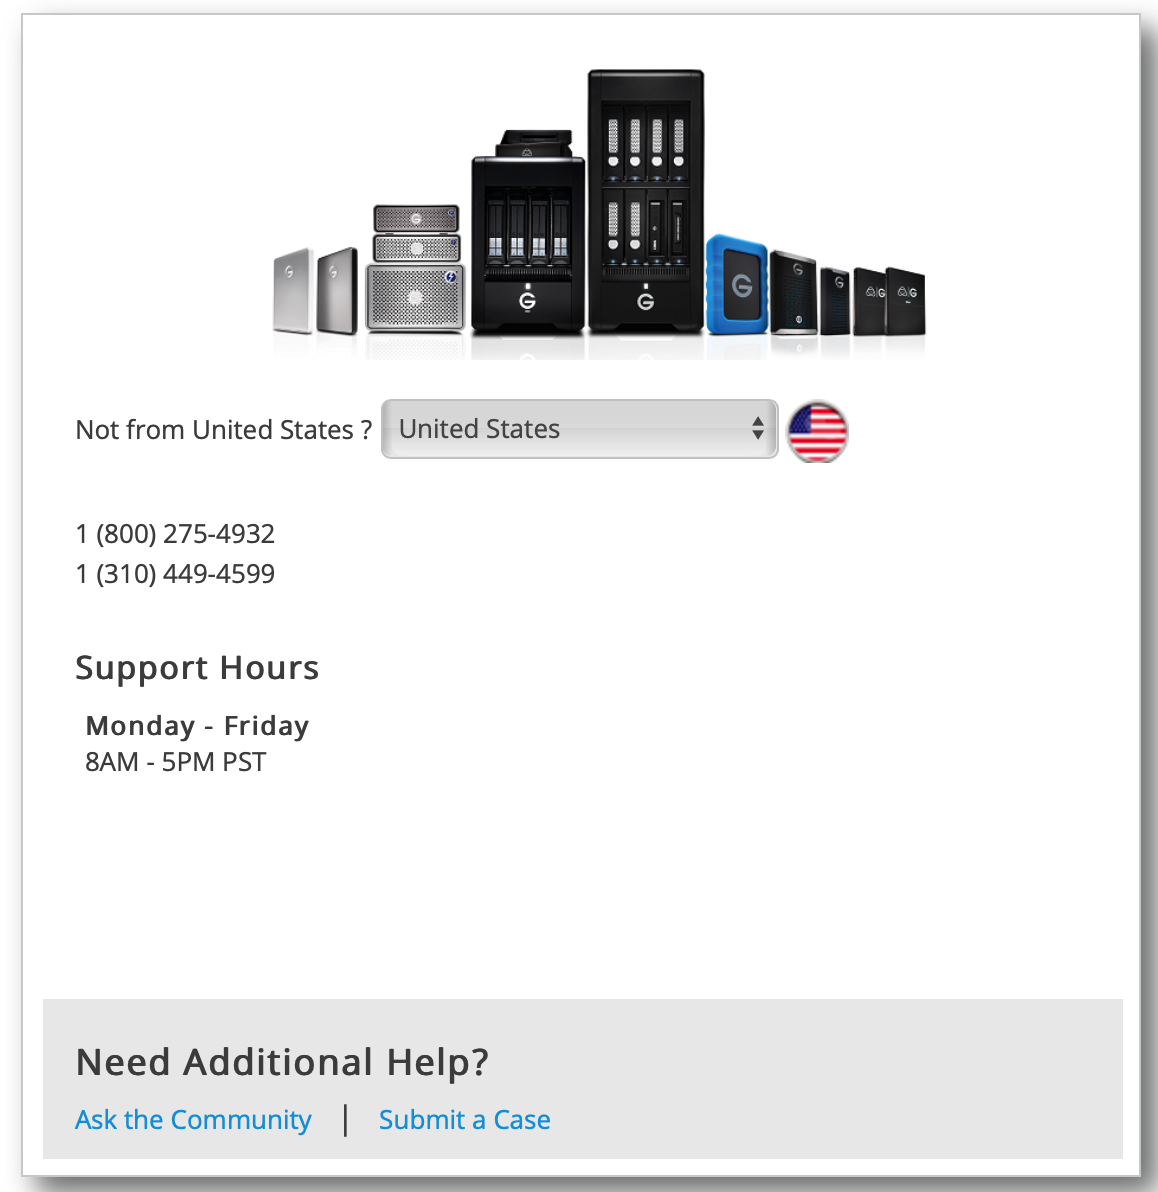 Not from United States ? United States
1 (800) 275-4932
1 (310) 449-4599
Support Hours
Monday - Friday
8AM - 5PM PST
Need Additional Help?
Ask the Community | Submit a Case